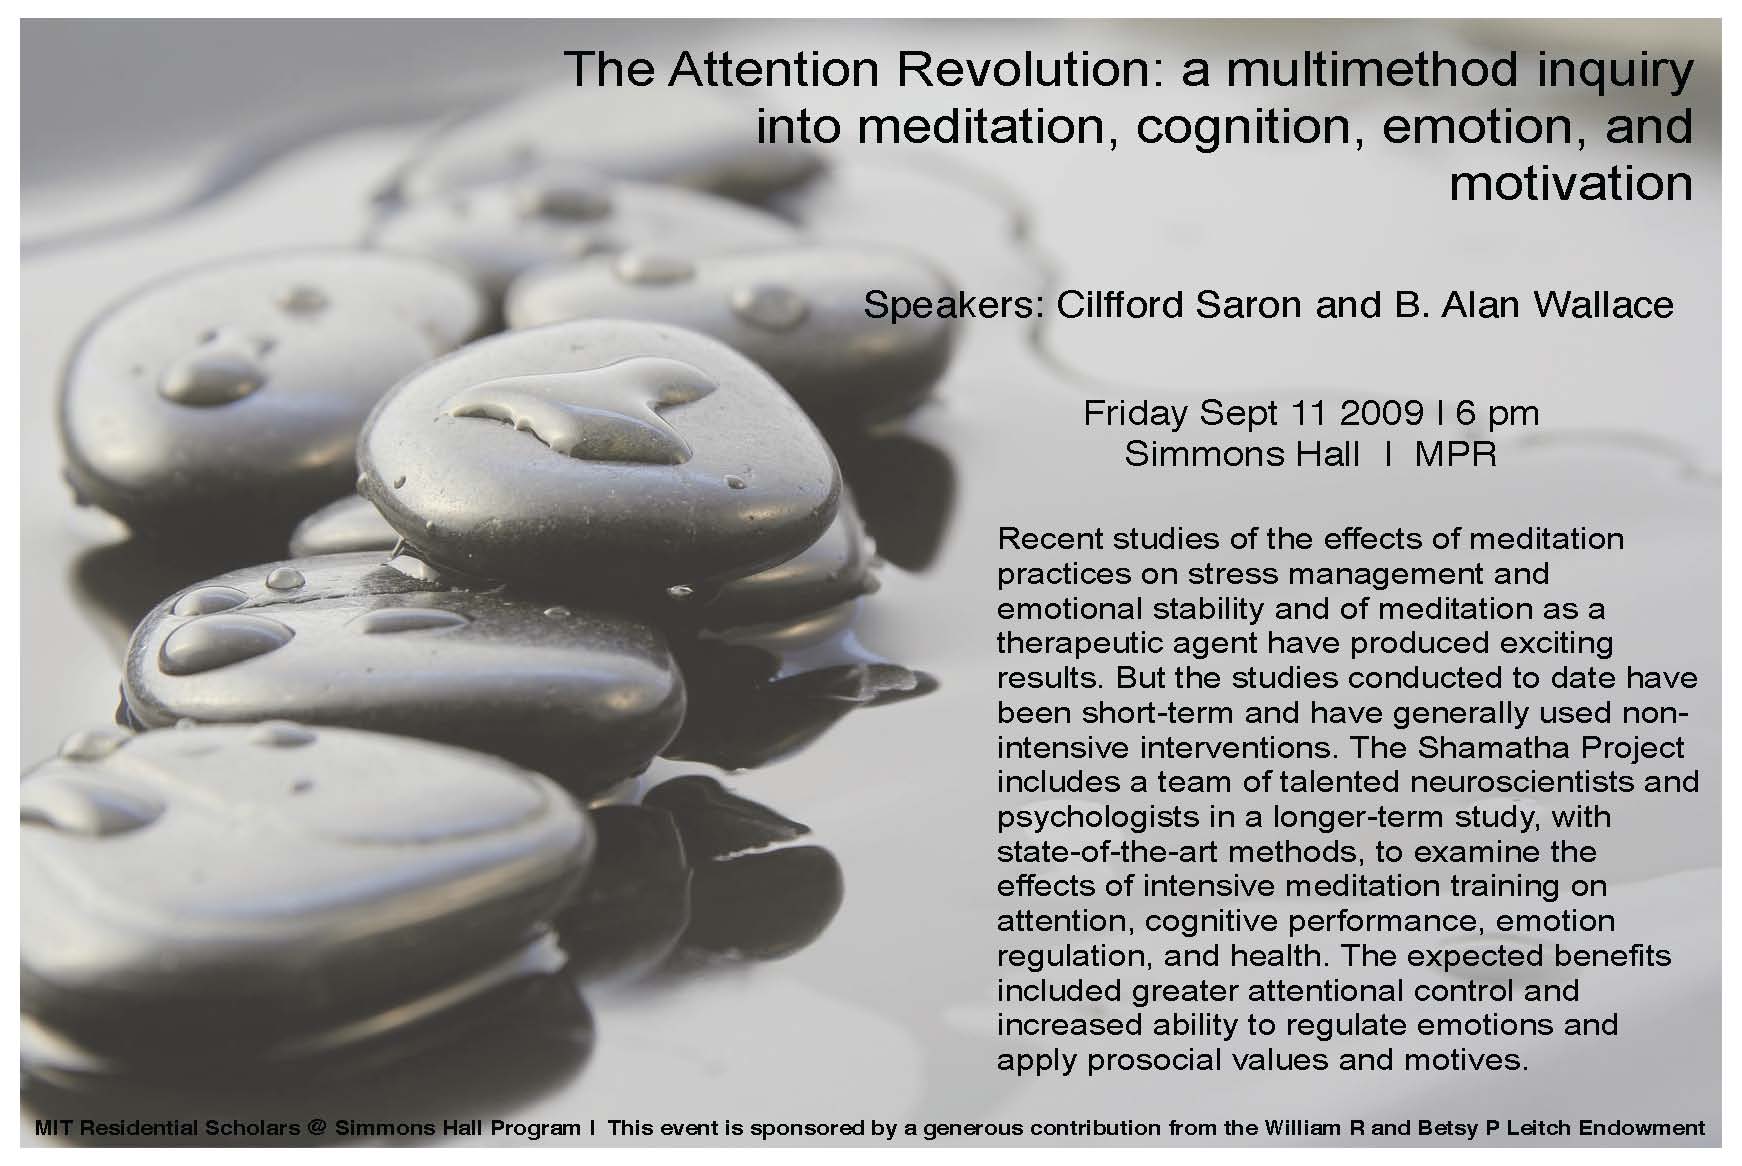 The Attention Revolution: a multimethod inquiry
into meditation, cognition, emotion, and
motivation
Speakers: Cilfford Saron and B. Alan Wallace
Friday Sept 11 2009 I 6 pm
Simmons Hall I MPR
Recent studies of the effects of meditation
practices on stress management and
emotional stability and of meditation as a
therapeutic agent have produced exciting
results. But the studies conducted to date have
been short-term and have generally used non-
intensive interventions. The Shamatha Project
includes a team of talented neuroscientists and
psychologists in a longer-term study, with
state-of-the-art methods, to examine the
effects of intensive meditation training on
attention, cognitive performance, emotion
regulation, and health. The expected benefits
included greater attentional control and
increased ability to regulate emotions and
apply prosocial values and motives.
MIT Residential Scholars @ Simmons Hall Program I This event is sponsored by a generous contribution from the William R and Betsy P Leitch Endowment